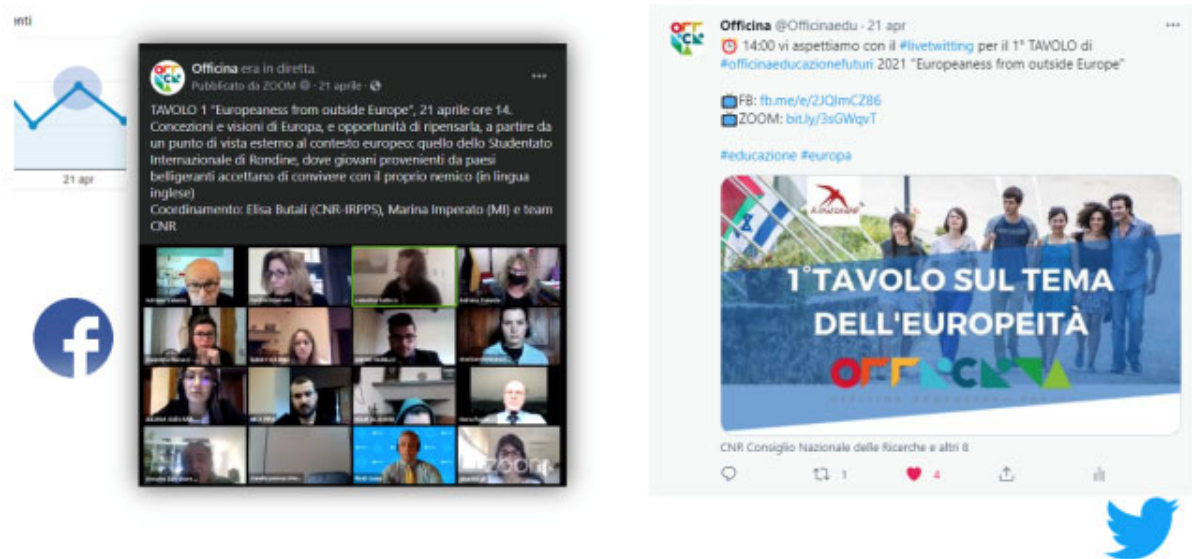 enti
21 apr
Officina era in diretta.
Pubblicato da ZOOM · 21 aprile ·
TAVOLO 1 "Europeaness from outside Europe", 21 aprile ore 14.
Concezioni e visioni di Europa, e opportunità di ripensarla, a partire da
un punto di vista esterno al contesto europeo: quello dello Studentato
Internazionale di Rondine, dove giovani provenienti da paesi
belligeranti accettano di convivere con il proprio nemico (in lingua
inglese)
Coordinamento: Elisa Butali (CNR-IRPPS), Marina Imperato (MI) e team
CNR
zoom
Officina @Officinaedu · 21 apr
14:00 vi aspettiamo con il #livetwitting per il 1° TAVOLO di
#officinaeducazionefuturi 2021 "Europeaness from outside Europe"
FB: fb.me/e/2JQlmCZ86
ZOOM: bit.ly/3sGWqvT
#educazione #europa
1°TAVOLO SUL TEMA
DELL'EUROPEITÀ
OFFICINA
CNR Consiglio Nazionale delle Ricerche e altri 8
1 4